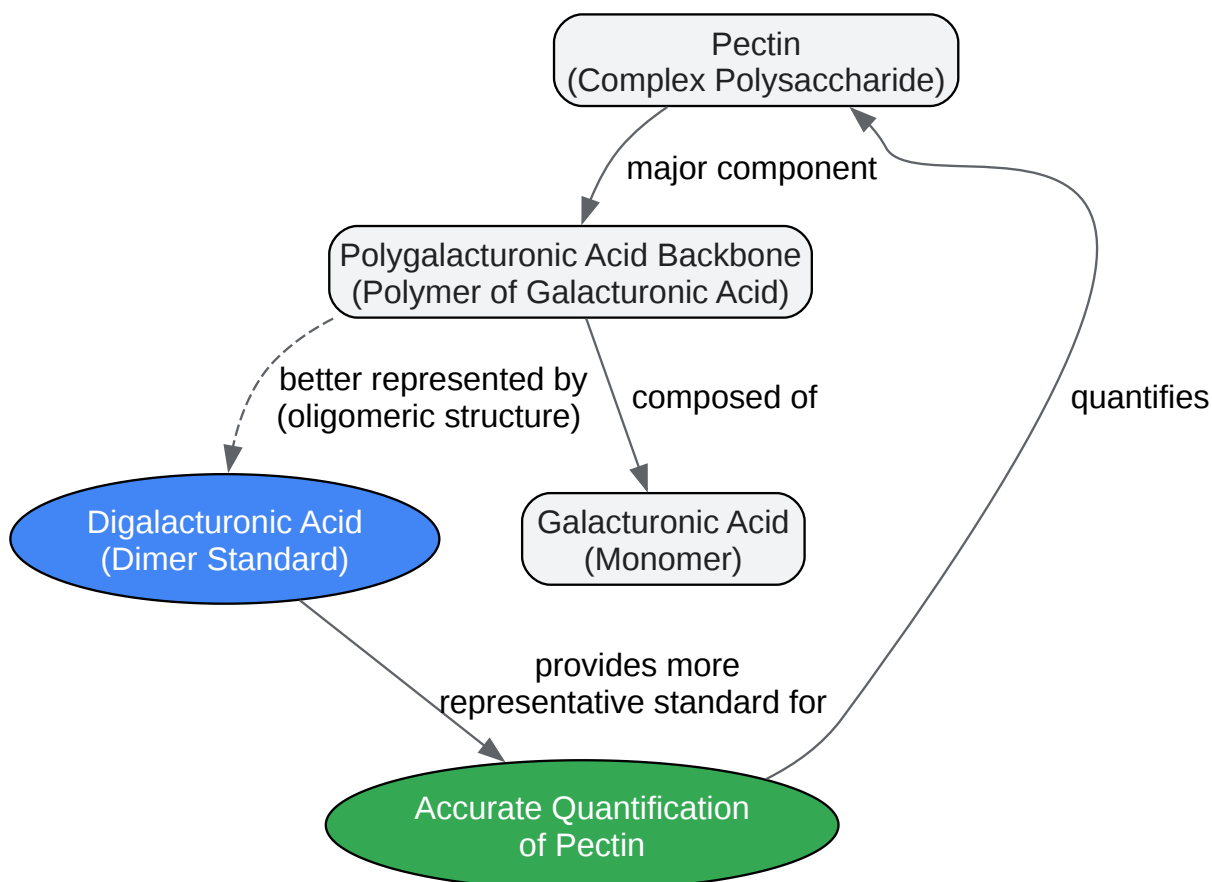 Pectin
(Complex Polysaccharide)
major component
Polygalacturonic Acid Backbone
(Polymer of Galacturonic Acid)
better represented by
(oligomeric structure)
composed of
quantifies
Digalacturonic Acid
(Dimer Standard)
Galacturonic Acid
(Monomer)
provides more
representative standard for
Accurate Quantification
of Pectin